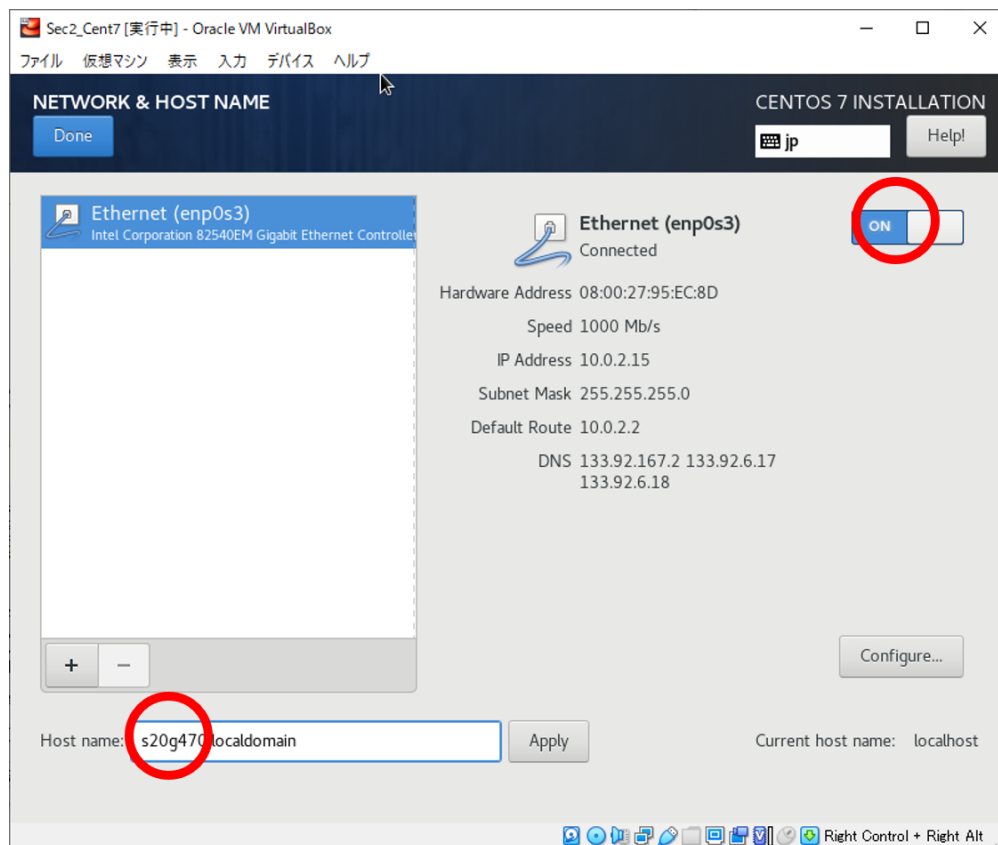 Sec2_Cent7 [実行中] - Oracle VM VirtualBox
ファイル 仮想マシン 表示 入力 デバイス ヘルプ
NETWORK & HOST NAME
CENTOS 7 INSTALLATION
Done
jp
Help!
Ethernet (enp0s3)
Intel Corporation 82540EM Gigabit Ethernet Controller
Ethernet (enp0s3)
Connected
ON
Hardware Address 08:00:27:95:EC:8D
Speed 1000 Mb/s
IP Address 10.0.2.15
Subnet Mask 255.255.255.0
Default Route 10.0.2.2
DNS 133.92.167.2 133.92.6.17
133.92.6.18
+ −
Configure...
Host name: s20g470.localdomain
Apply
Current host name: localhost
Right Control + Right Alt